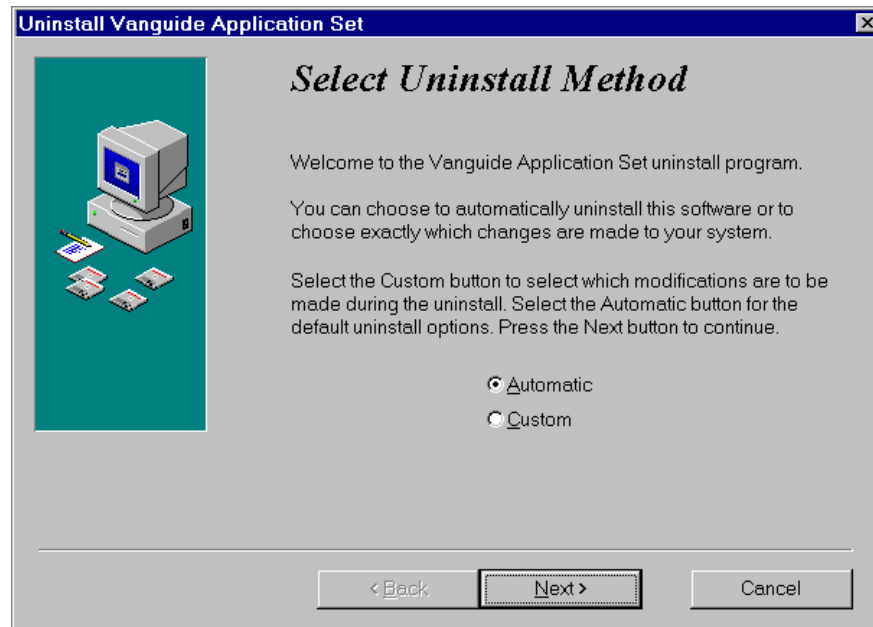 Uninstall Vanguide Application Set
Select Uninstall Method
Welcome to the Vanguide Application Set uninstall program.
You can choose to automatically uninstall this software or to
choose exactly which changes are made to your system.
Select the Custom button to select which modifications are to be
made during the uninstall. Select the Automatic button for the
default uninstall options. Press the Next button to continue.
Automatic
Custom
< Back
Next >
Cancel